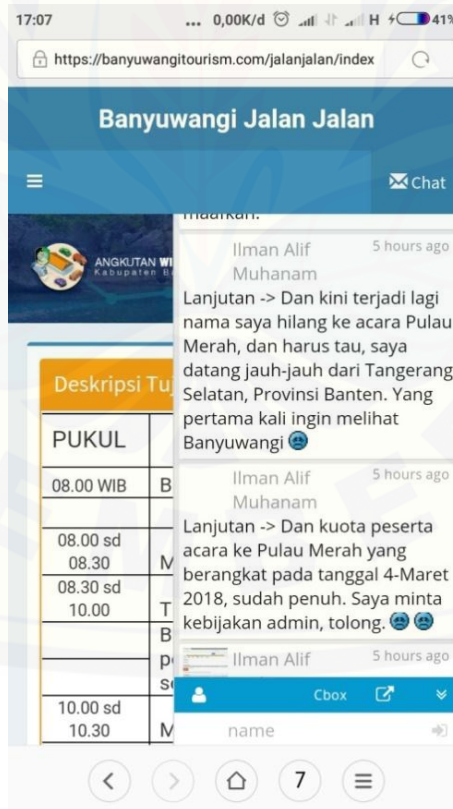 17:07 ... 0,00K/d H 41%
https://banyuwangitourism.com/jalanjalan/index
Banyuwangi Jalan Jalan
Chat
maafkan.
ANGKUTAN WI
Kabupaten B
Ilman Alif Muhanam
5 hours ago
Lanjutan -> Dan kini terjadi lagi
nama saya hilang ke acara Pulau
Merah, dan harus tau, saya
datang jauh-jauh dari Tangerang
Selatan, Provinsi Banten. Yang
pertama kali ingin melihat
Banyuwangi 😢
Ilman Alif Muhanam
5 hours ago
Lanjutan -> Dan kuota peserta
acara ke Pulau Merah yang
berangkat pada tanggal 4-Maret
2018, sudah penuh. Saya minta
kebijakan admin, tolong. 😢 😢
Ilman Alif
5 hours ago
Cbox
name
Deskripsi Tuj
PUKUL
08.00 WIB B
08.00 sd
08.30 M
08.30 sd
10.00 T
B
p
se
10.00 sd
10.30 M
7